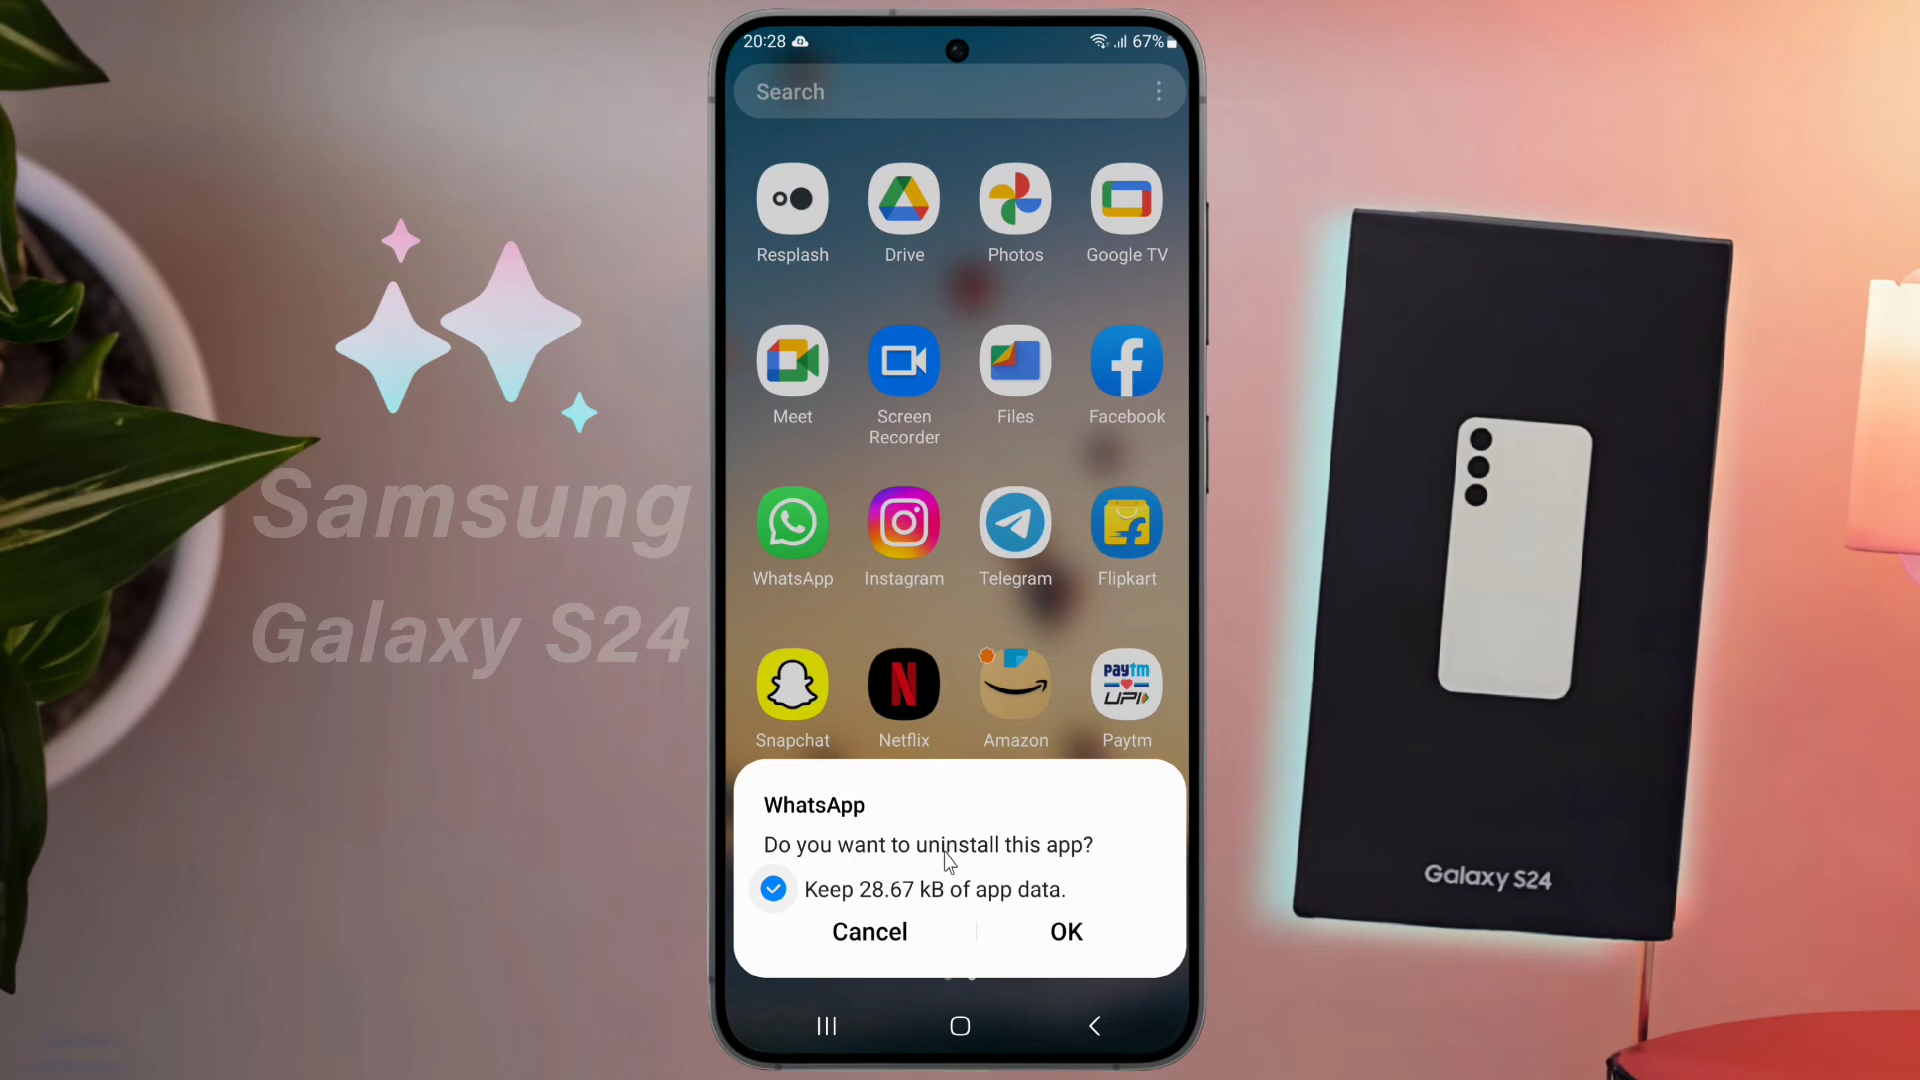 20:28
67%
Search
Resplash Drive Photos Google TV
Meet Screen Recorder Files Facebook
WhatsApp Instagram Telegram Flipkart
paytm
UPI
Snapchat Netflix Amazon Paytm
WhatsApp
Do you want to uninstall this app?
Keep 28.67 kB of app data.
Cancel OK
Samsung
Galaxy S24
Galaxy S24